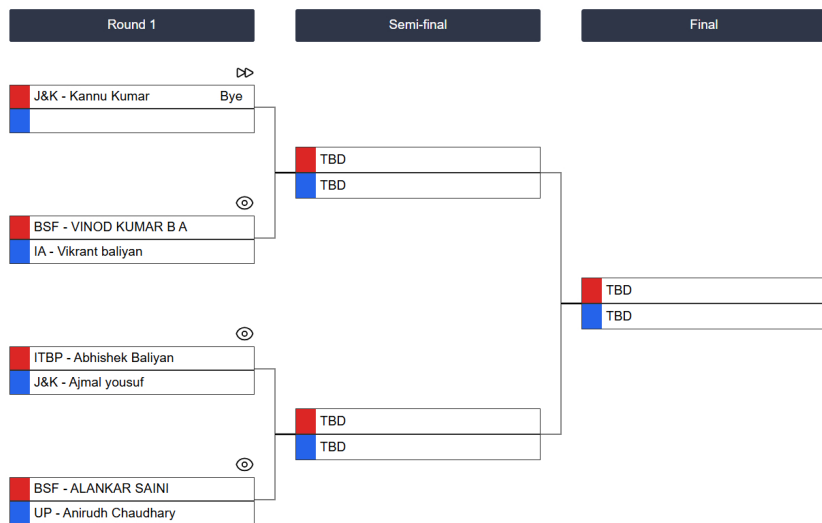 Round 1
Semi-final
Final
J&K - Kannu Kumar Bye
TBD
TBD
BSF - VINOD KUMAR B A
IA - Vikrant baliyan
TBD
TBD
ITBP - Abhishek Baliyan
J&K - Ajmal yousuf
TBD
TBD
BSF - ALANKAR SAINI
UP - Anirudh Chaudhary